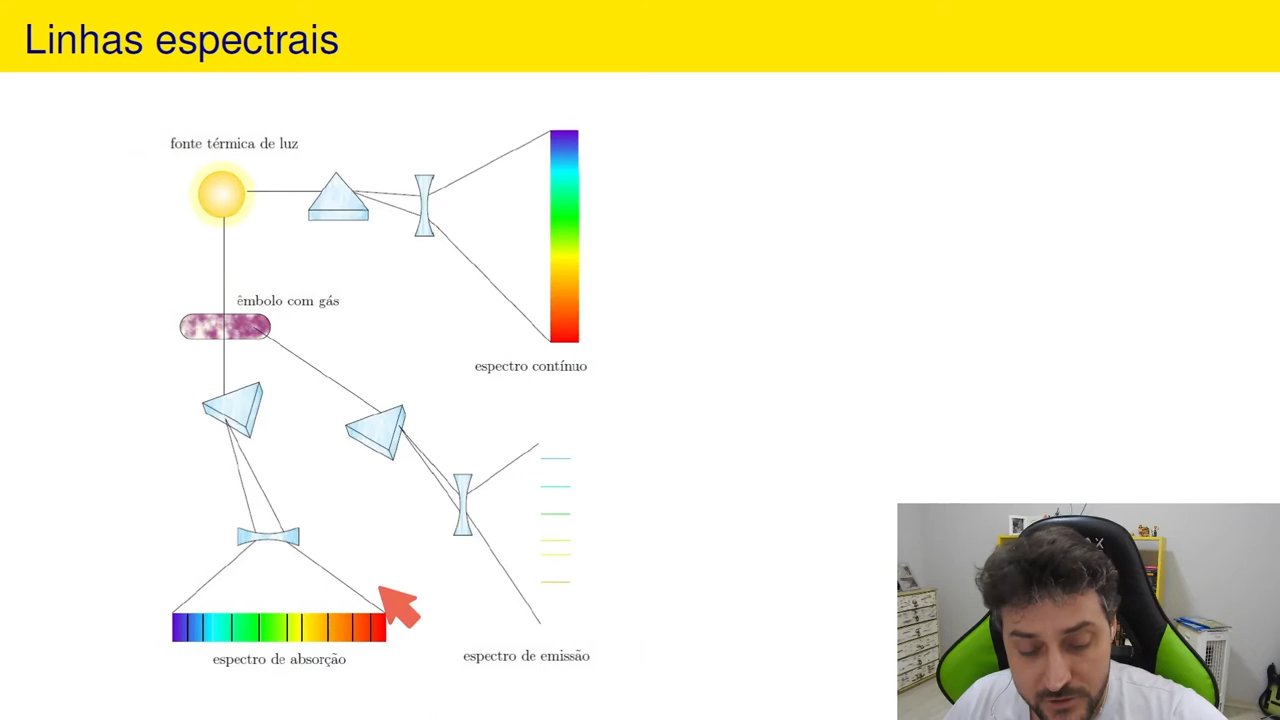 Linhas espectrais
fonte térmica de luz
êmbolo com gás
espectro contínuo
espectro de absorção
espectro de emissão